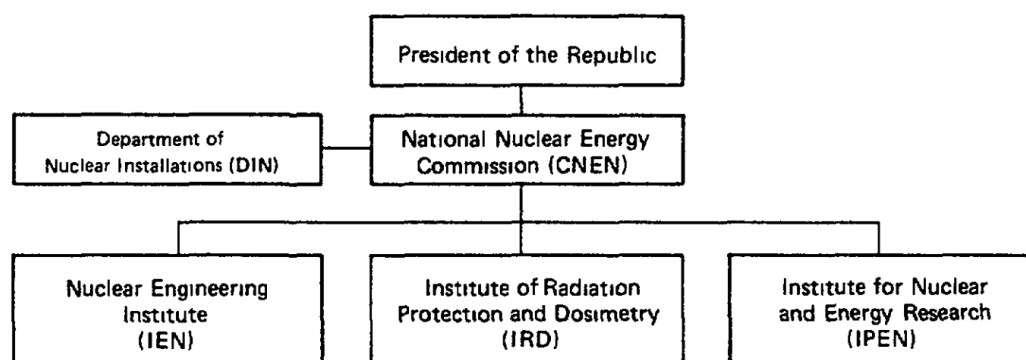 President of the Republic
Department of
Nuclear Installations (DIN)
National Nuclear Energy
Commission (CNEN)
Nuclear Engineering
Institute
(IEN)
Institute of Radiation
Protection and Dosimetry
(IRD)
Institute for Nuclear
and Energy Research
(IPEN)